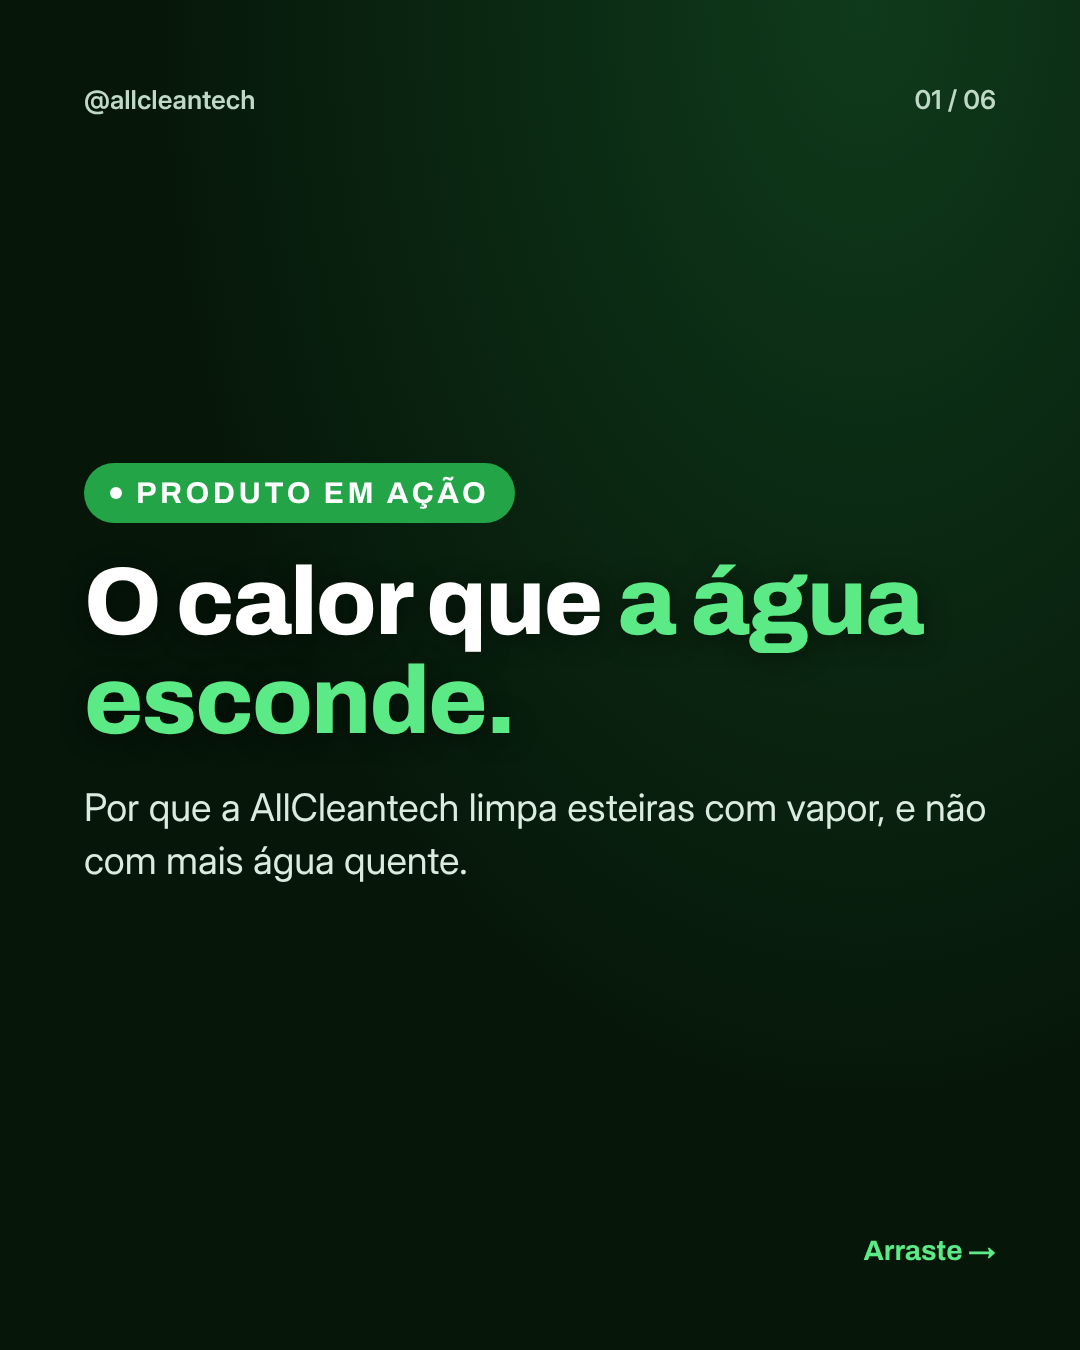 @allcleantech
01 / 06
• PRODUTO EM AÇÃO
O calor que a água
esconde.
Por que a AllCleantech limpa esteiras com vapor, e não
com mais água quente.
Arraste →